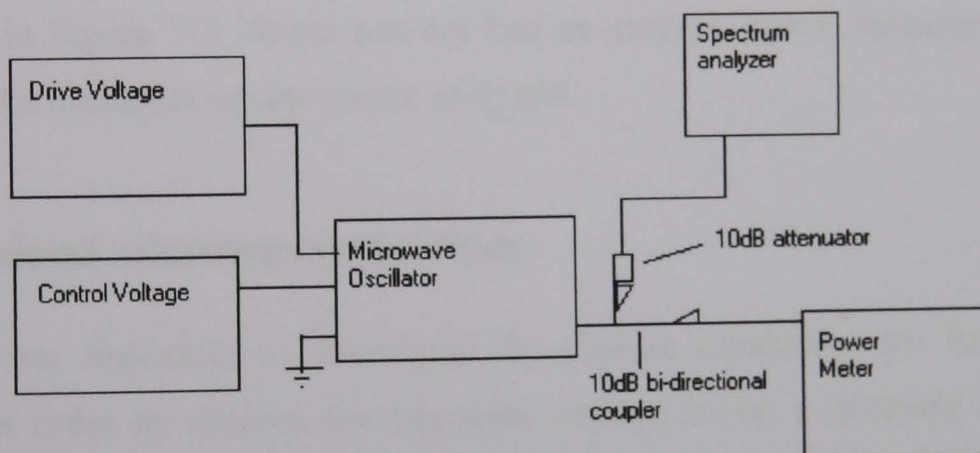 Spectrum
analyzer
Drive Voltage
10dB attenuator
Microwave
Oscillator
Control Voltage
10dB bi-directional
coupler
Power
Meter